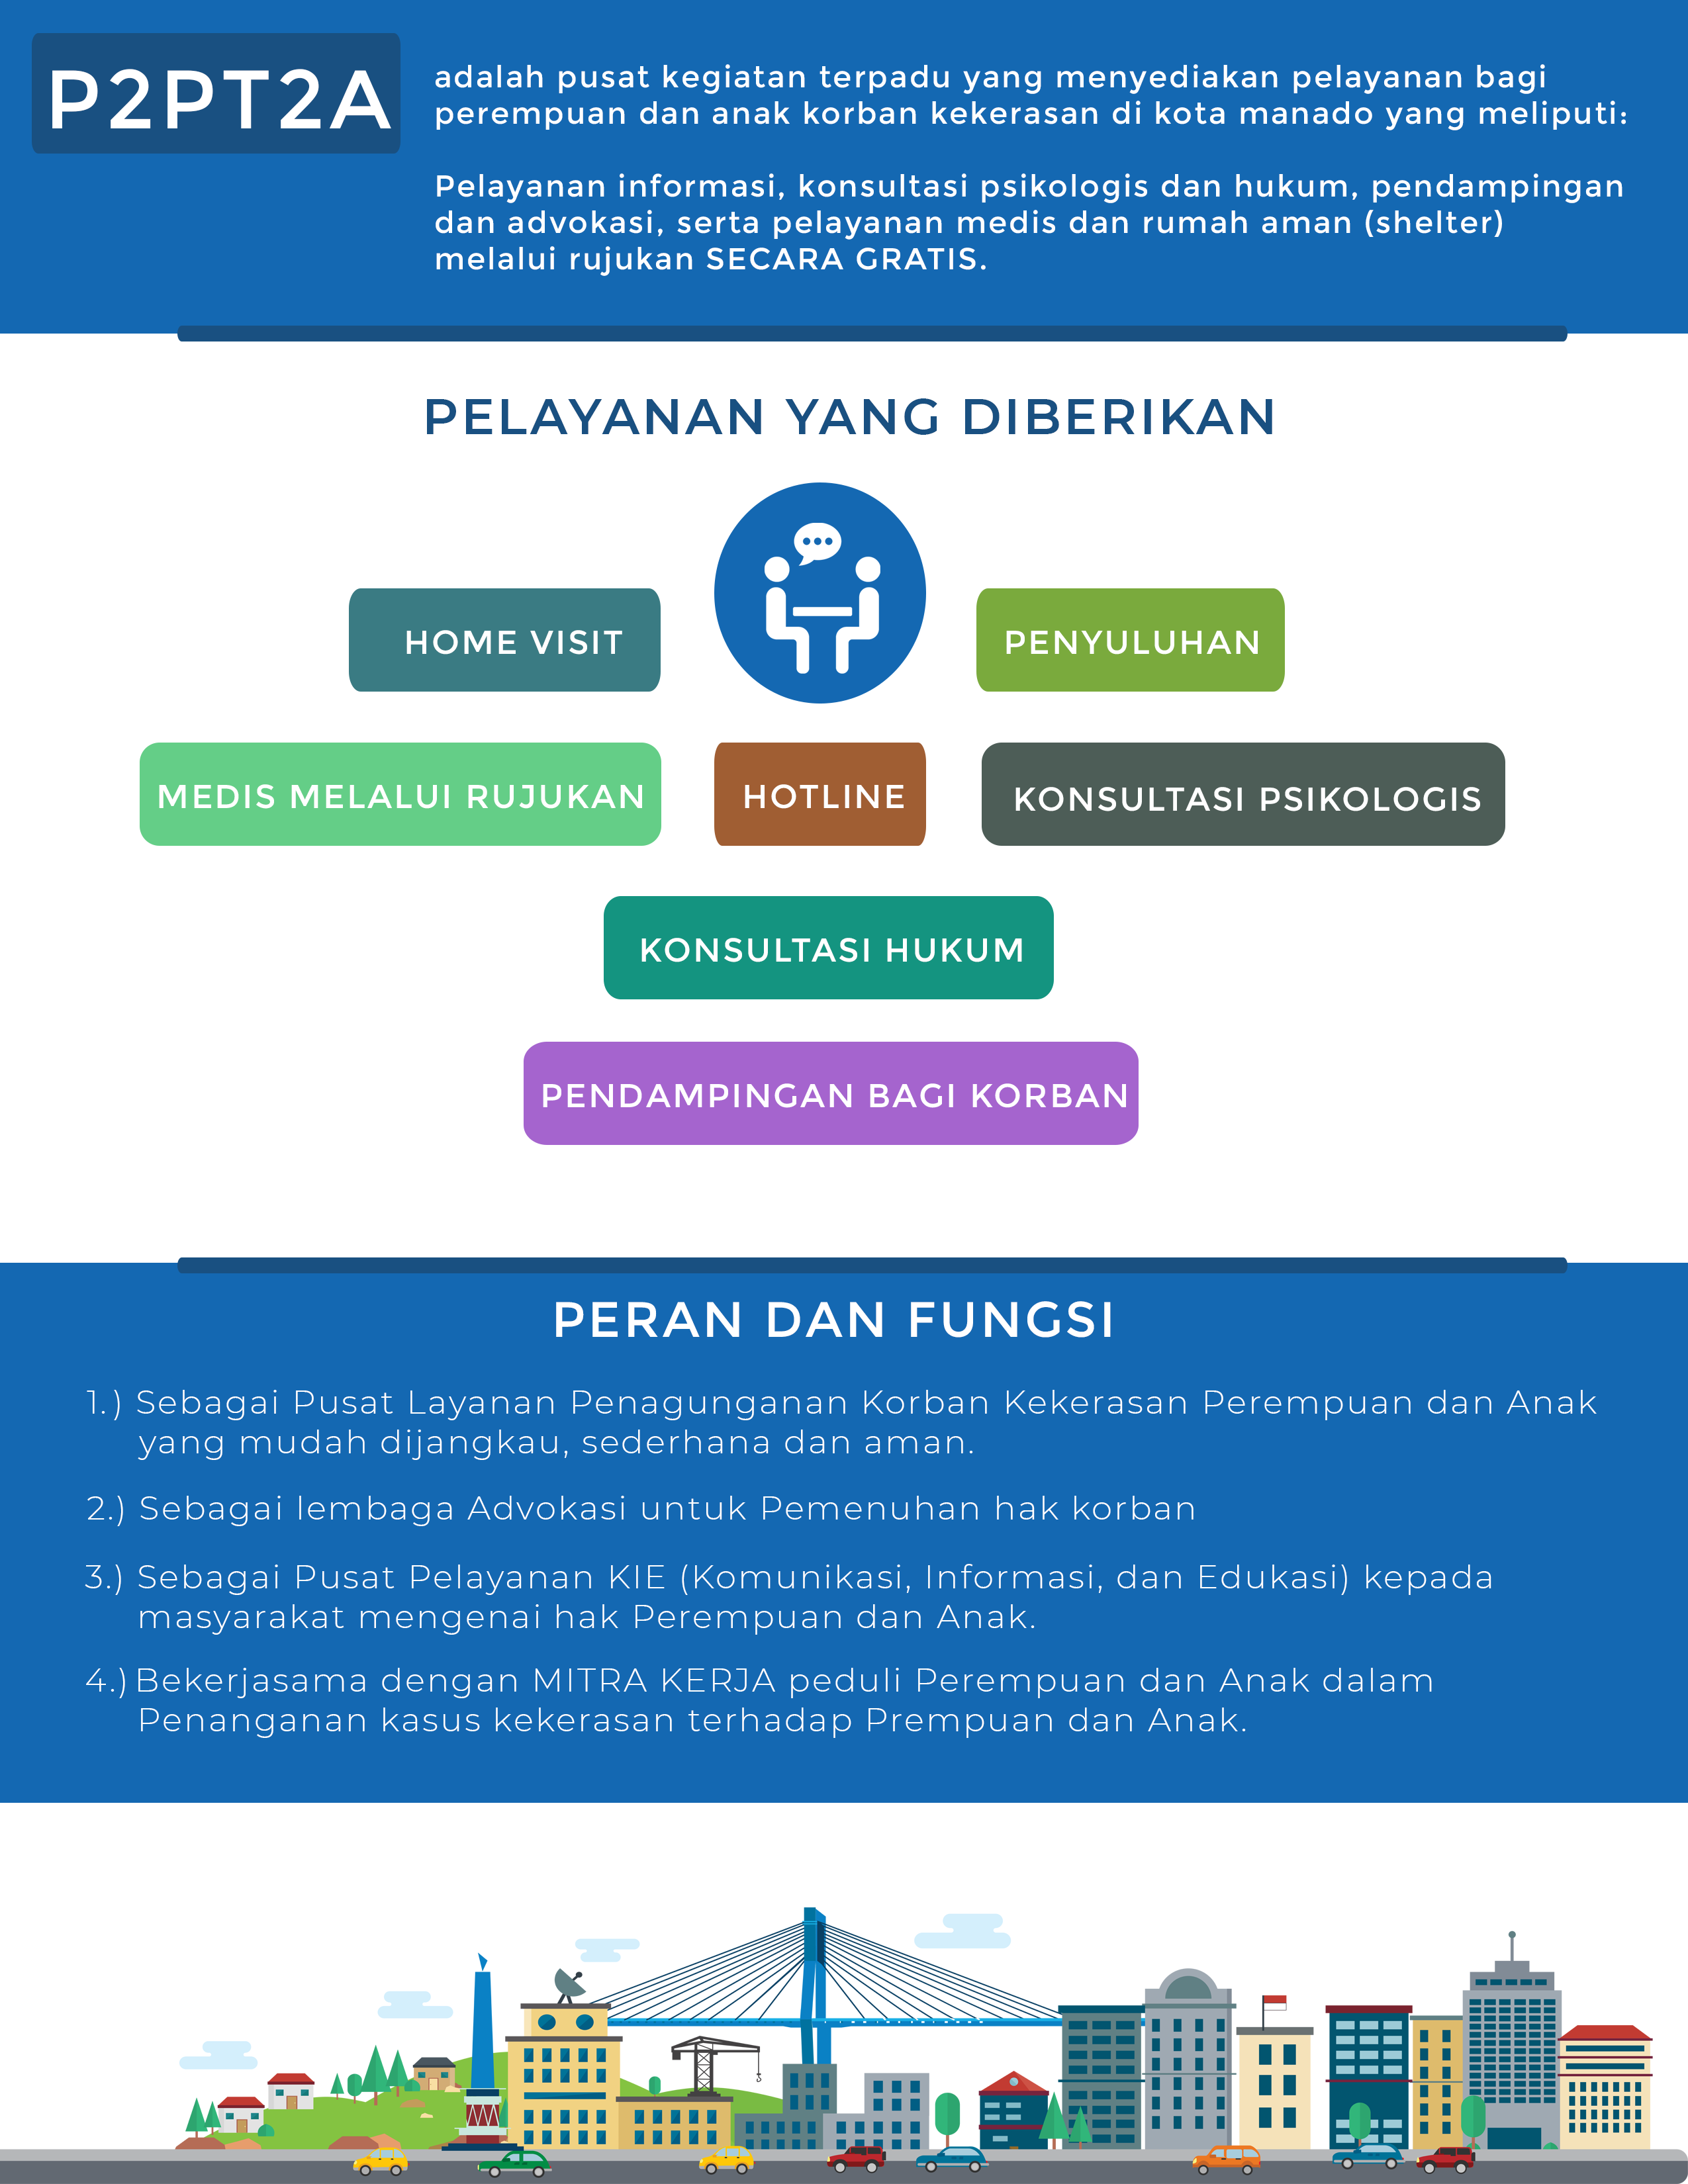 P2PT2A
adalah pusat kegiatan terpadu yang menyediakan pelayanan bagi
perempuan dan anak korban kekerasan di kota manado yang meliputi:
Pelayanan informasi, konsultasi psikologis dan hukum, pendampingan
dan advokasi, serta pelayanan medis dan rumah aman (shelter)
melalui rujukan SECARA GRATIS.
PELAYANAN YANG DIBERIKAN
HOME VISIT
PENYULUHAN
MEDIS MELALUI RUJUKAN
HOTLINE
KONSULTASI PSIKOLOGIS
KONSULTASI HUKUM
PENDAMPINGAN BAGI KORBAN
PERAN DAN FUNGSI
1.) Sebagai Pusat Layanan Penagunganan Korban Kekerasan Perempuan dan Anak
yang mudah dijangkau, sederhana dan aman.
2.) Sebagai lembaga Advokasi untuk Pemenuhan hak korban
3.) Sebagai Pusat Pelayanan KIE (Komunikasi, Informasi, dan Edukasi) kepada
masyarakat mengenai hak Perempuan dan Anak.
4.) Bekerjasama dengan MITRA KERJA peduli Perempuan dan Anak dalam
Penanganan kasus kekerasan terhadap Prempuan dan Anak.